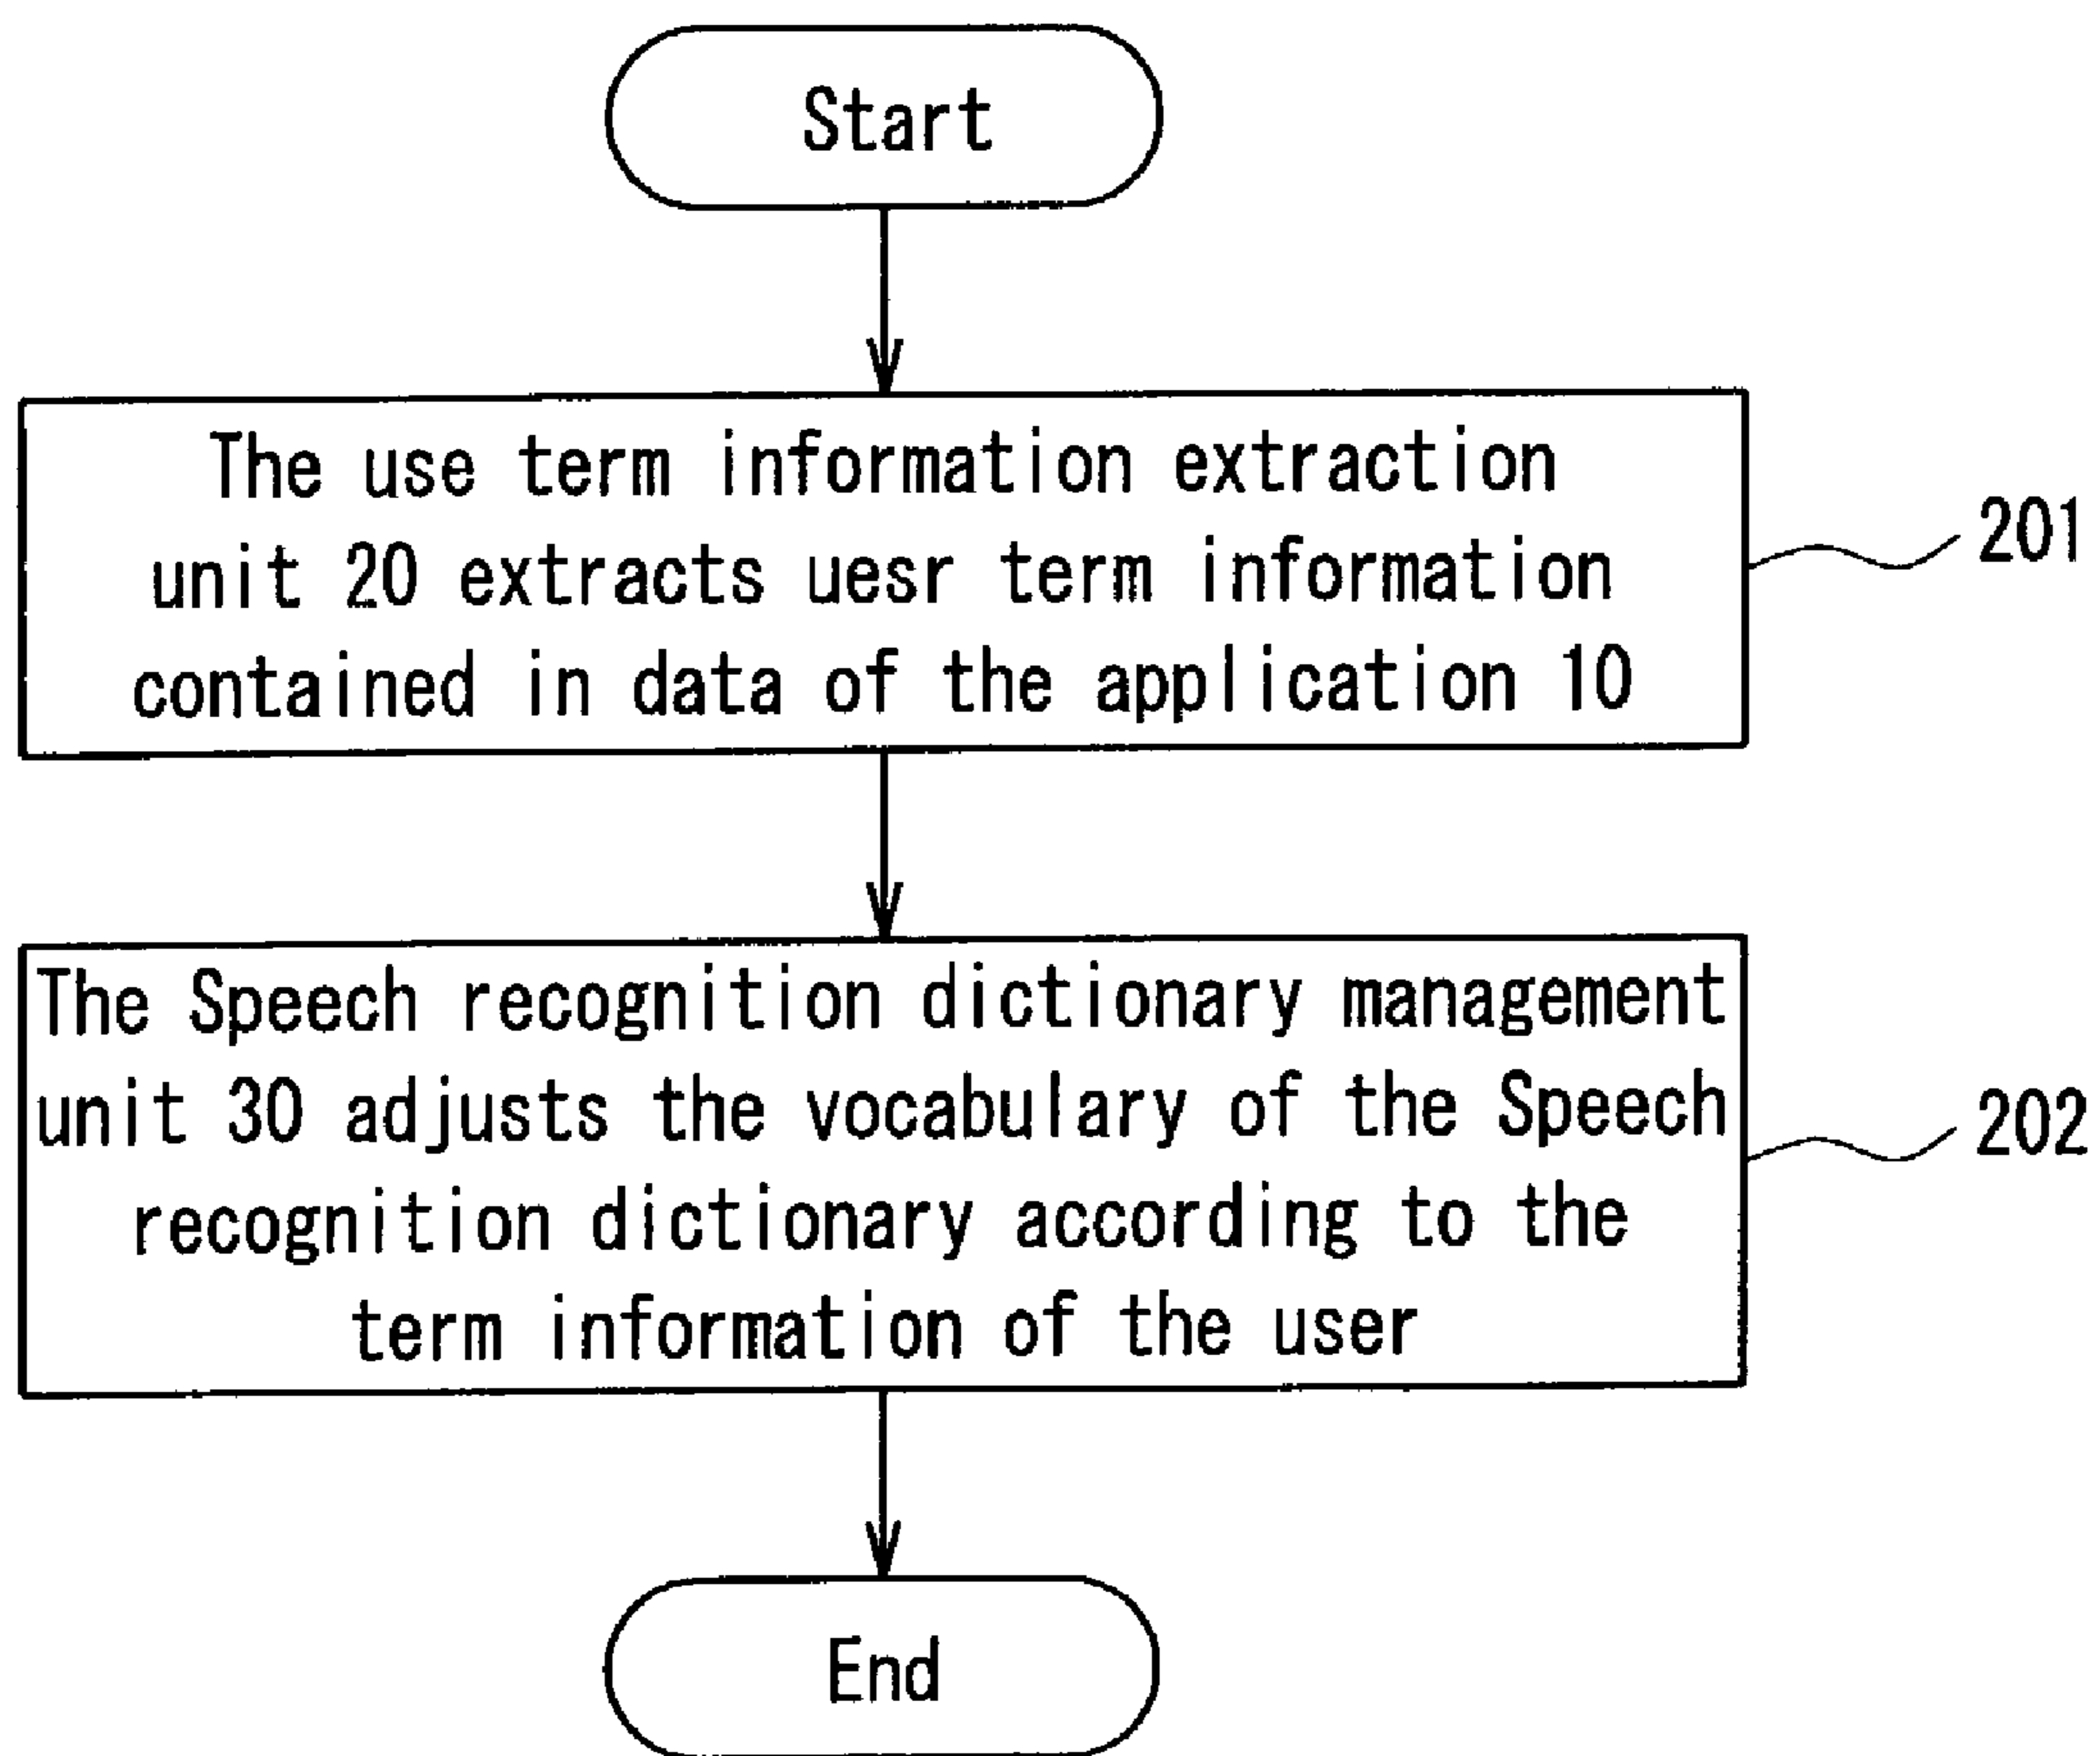 Start
The use term information extraction
unit 20 extracts uesr term information
contained in data of the application 10
201
The Speech recognition dictionary management
unit 30 adjusts the vocabulary of the Speech
recognition dictionary according to the
term information of the user
202
End